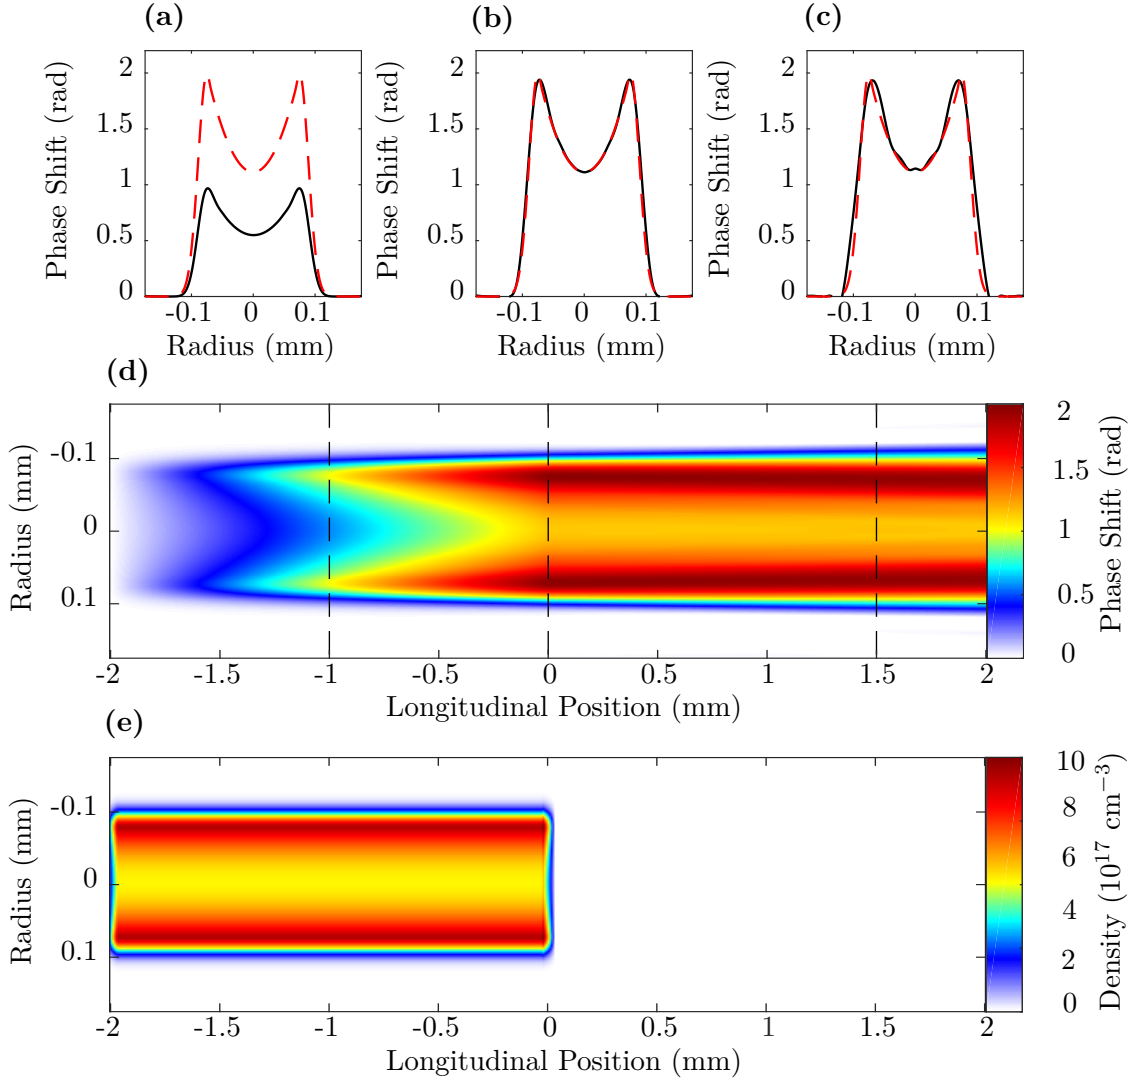 (a)
(b)
(c)
Phase Shift (rad)
2
1.5
1
0.5
0
-0.1 0 0.1
Radius (mm)
Phase Shift (rad)
2
1.5
1
0.5
0
-0.1 0 0.1
Radius (mm)
Phase Shift (rad)
2
1.5
1
0.5
0
-0.1 0 0.1
Radius (mm)
(d)
Radius (mm)
-0.1
0
0.1
-2 -1.5 -1 -0.5 0 0.5 1 1.5 2
Longitudinal Position (mm)
2
1.5
1
0.5
0
Phase Shift (rad)
(e)
Radius (mm)
-0.1
0
0.1
-2 -1.5 -1 -0.5 0 0.5 1 1.5 2
Longitudinal Position (mm)
10
8
6
4
2
0
Density (10¹⁷ cm⁻³)